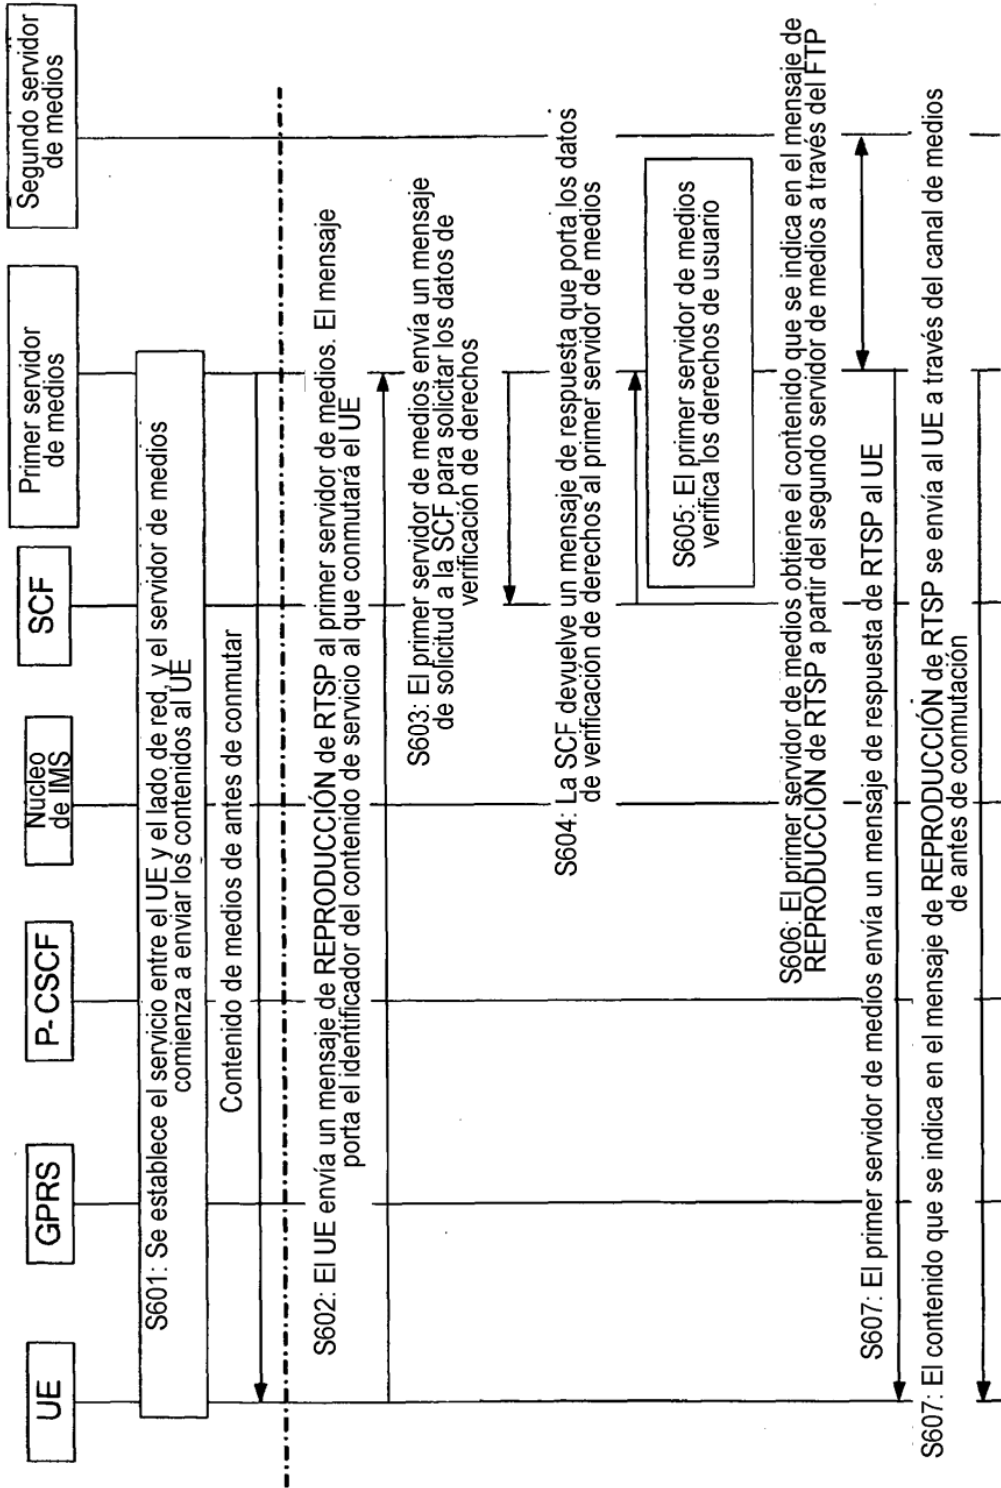 UE
GPRS
P-CSCF
Núcleo
de IMS
SCF
Primer servidor
de medios
Segundo servidor
de medios
S601: Se establece el servicio entre el UE y el lado de red, y el servidor de medios
comienza a enviar los contenidos al UE
Contenido de medios de antes de conmutar
S602: El UE envía un mensaje de REPRODUCCIÓN de RTSP al primer servidor de medios. El mensaje
porta el identificador del contenido de servicio al que conmutará el UE
S603: El primer servidor de medios envía un mensaje
de solicitud a la SCF para solicitar los datos de
verificación de derechos
S604: La SCF devuelve un mensaje de respuesta que porta los datos
de verificación de derechos al primer servidor de medios
S605: El primer servidor de medios
verifica los derechos de usuario
S606: El primer servidor de medios obtiene el contenido que se indica en el mensaje de
REPRODUCCIÓN de RTSP a partir del segundo servidor de medios a través del FTP
S607: El primer servidor de medios envía un mensaje de respuesta de RTSP al UE
S607: El contenido que se indica en el mensaje de REPRODUCCIÓN de RTSP se envía al UE a través del canal de medios
de antes de conmutación